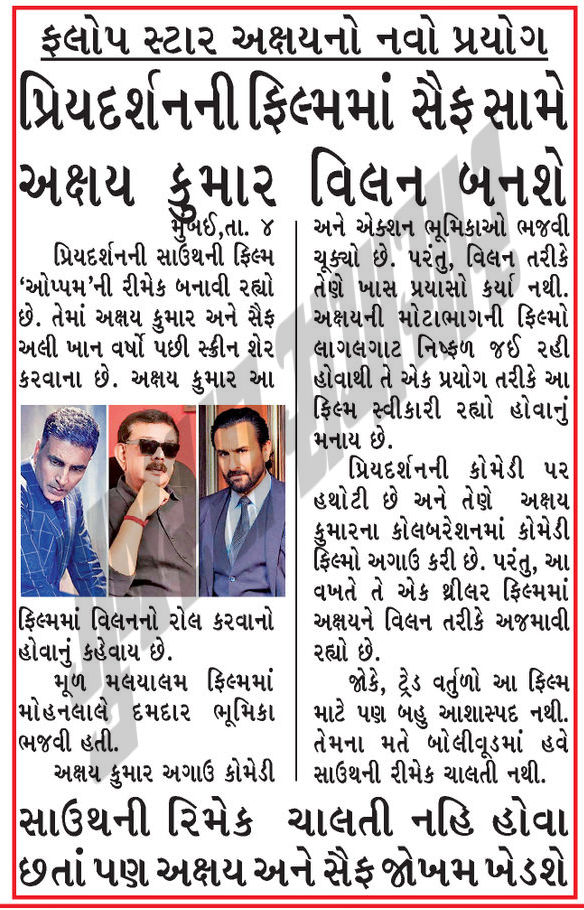 ફલોપ સ્ટાર અક્ષયનો નવો પ્રયોગ
પ્રિયદર્શનની ફિલ્મમાં સૈફ સામે
અક્ષય કુમાર વિલન બનશે
મુંબઈ,તા. ૪
પ્રિયદર્શનની સાઉથની ફિલ્મ
‘ઓપ્પમ’ની રીમેક બનાવી રહ્યો
છે. તેમાં અક્ષય કુમાર અને સૈફ
અલી ખાન વર્ષો પછી સ્ક્રીન શેર
કરવાના છે. અક્ષય કુમાર આ
ફિલ્મમાં વિલનનો રોલ કરવાનો
હોવાનું કહેવાય છે.
મૂળ મલયાલમ ફિલ્મમાં
મોહનલાલે દમદાર ભૂમિકા
ભજવી હતી.
અક્ષય કુમાર અગાઉ કોમેડી
અને એક્શન ભૂમિકાઓ ભજવી
ચૂક્યો છે. પરંતુ, વિલન તરીકે
તેણે ખાસ પ્રયાસો કર્યા નથી.
અક્ષયની મોટાભાગની ફિલ્મો
લાગલગાટ નિષ્ફળ જઈ રહી
હોવાથી તે એક પ્રયોગ તરીકે આ
ફિલ્મ સ્વીકારી રહ્યો હોવાનું
મનાય છે.
પ્રિયદર્શનની કોમેડી પર
હથોટી છે અને તેણે અક્ષય
કુમારના કોલબરેશનમાં કોમેડી
ફિલ્મો અગાઉ કરી છે. પરંતુ, આ
વખતે તે એક થ્રીલર ફિલ્મમાં
અક્ષયને વિલન તરીકે અજમાવી
રહ્યો છે.
જોકે, ટ્રેડ વર્તુળો આ ફિલ્મ
માટે પણ બહુ આશાસ્પદ નથી.
તેમના મતે બોલીવૂડમાં હવે
સાઉથની રીમેક ચાલતી નથી.
સાઉથની રિમેક ચાલતી નહિ હોવા
છતાં પણ અક્ષય અને સૈફ જોખમ ખેડશે